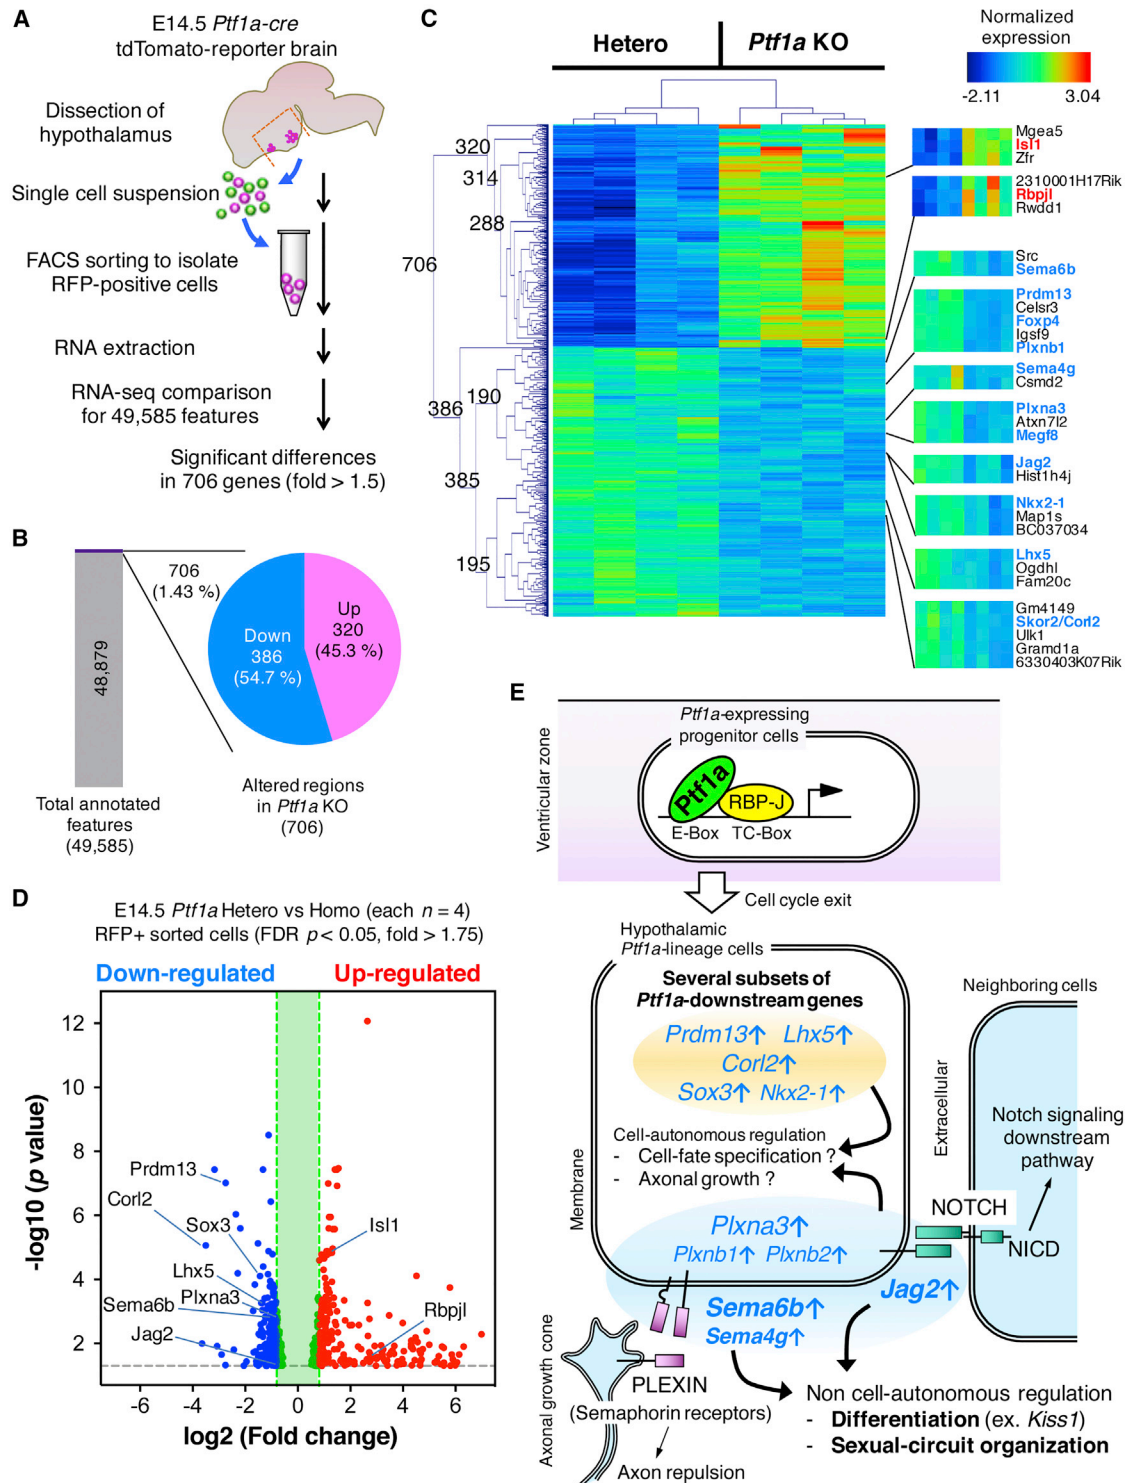 A
E14.5 Ptf1a-cre
tdTomato-reporter brain
Dissection of
hypothalamus
Single cell suspension
FACS sorting to isolate
RFP-positive cells
RNA extraction
RNA-seq comparison
for 49,585 features
Significant differences
in 706 genes (fold > 1.5)
B
706
(1.43 %)
48,879
Down
386
(54.7 %)
Up
320
(45.3 %)
Total annotated
features
(49,585)
Altered regions
in Ptf1a KO
(706)
C
Hetero
Ptf1a KO
Normalized
expression
-2.11
3.04
320
314
288
706
386
190
385
195
Mgea5
Isl1
Zfr
2310001H17Rik
Rbpjl
Rwdd1
Src
Sema6b
Prdm13
Celsr3
Foxp4
Igsf9
Plxnb1
Sema4g
Csmd2
Plxna3
Atxn7l2
Megf8
Jag2
Hist1h4j
Nkx2-1
Map1s
BC037034
Lhx5
Ogdhl
Fam20c
Gm4149
Skor2/Corl2
Ulk1
Gramd1a
6330403K07Rik
D
E14.5 Ptf1a Hetero vs Homo (each n = 4)
RFP+ sorted cells (FDR p < 0.05, fold > 1.75)
Down-regulated
Up-regulated
-log10 (p value)
12
10
8
6
4
2
Prdm13
Corl2
Sox3
Lhx5
Plxna3
Sema6b
Jag2
Isl1
Rbpjl
-6
-4
-2
0
2
4
6
log2 (Fold change)
E
Ventricular zone
Ptf1a-expressing
progenitor cells
Ptf1a
RBP-J
E-Box
TC-Box
Cell cycle exit
Hypothalamic
Ptf1a-lineage cells
Several subsets of
Ptf1a-downstream genes
Prdm13↑ Lhx5↑
Corl2↑
Sox3↑ Nkx2-1↑
Cell-autonomous regulation
- Cell-fate specification ?
- Axonal growth ?
Membrane
Extracellular
Neighboring cells
Notch signaling
downstream
pathway
NOTCH
NICD
Plxna3↑
Plxnb1↑ Plxnb2↑
Jag2↑
Sema6b↑
Sema4g↑
Axonal growth cone
PLEXIN
(Semaphorin receptors)
Axon repulsion
Non cell-autonomous regulation
- Differentiation (ex. Kiss1)
- Sexual-circuit organization